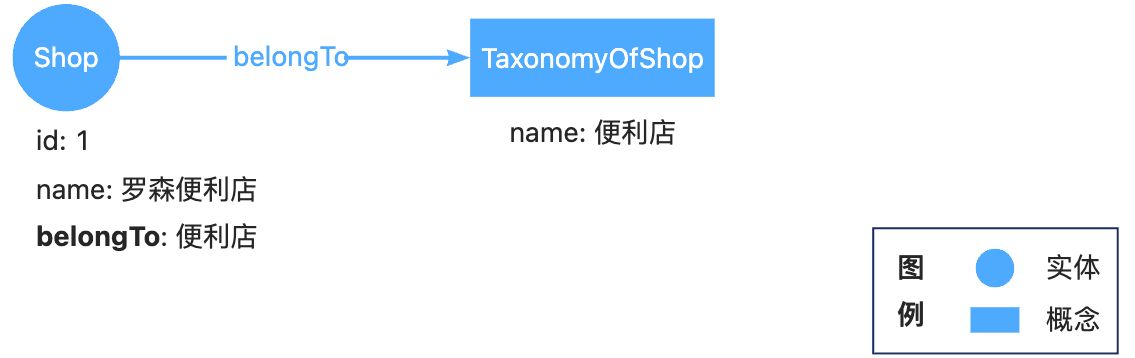 Shop
belongTo
TaxonomyOfShop
id: 1
name: 罗森便利店
belongTo: 便利店
name: 便利店
图例
实体
概念